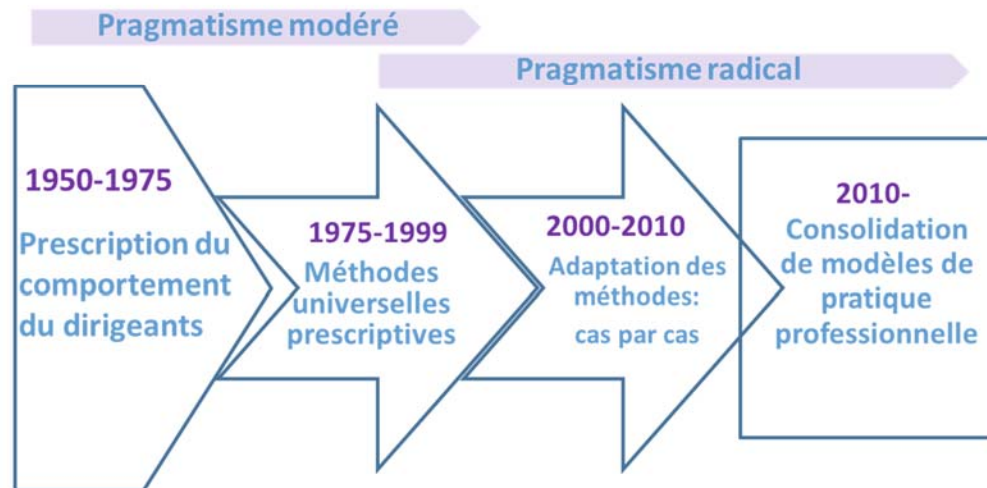 Pragmatisme modéré
Pragmatisme radical
1950-1975
Prescription du
comportement
du dirigeants
1975-1999
Méthodes
universelles
prescriptives
2000-2010
Adaptation des
méthodes:
cas par cas
2010-
Consolidation
de modèles de
pratique
professionnelle